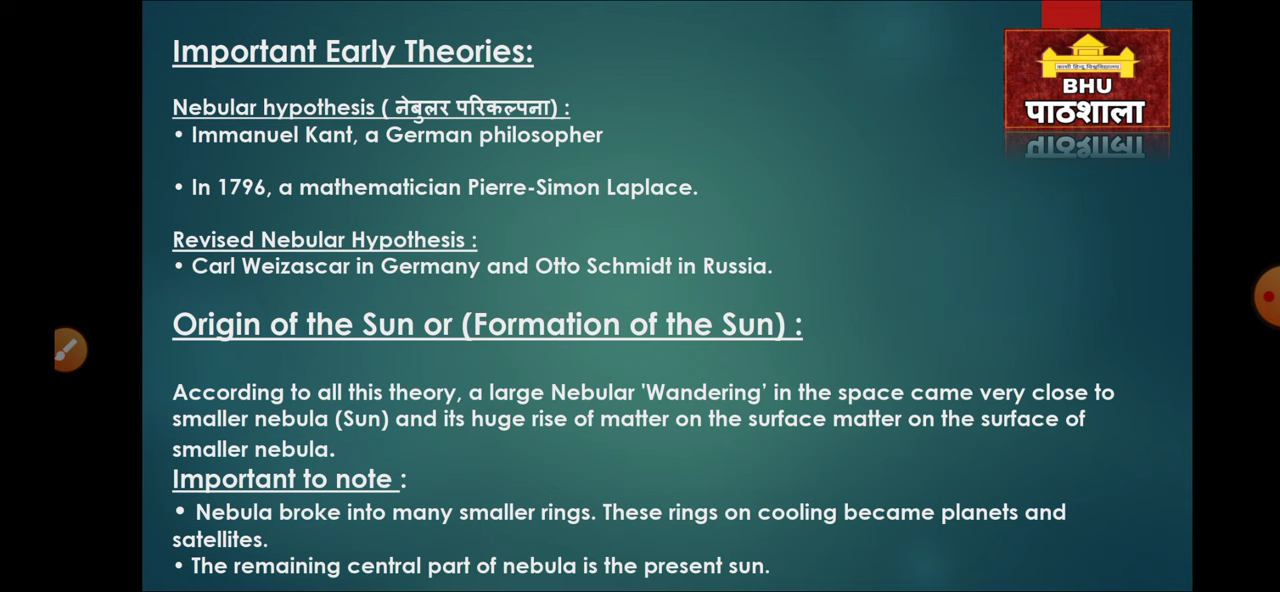 Important Early Theories:
Nebular hypothesis ( नेबुलर परिकल्पना) :
• Immanuel Kant, a German philosopher
• In 1796, a mathematician Pierre-Simon Laplace.
Revised Nebular Hypothesis :
• Carl Weizascar in Germany and Otto Schmidt in Russia.
Origin of the Sun or (Formation of the Sun) :
According to all this theory, a large Nebular 'Wandering’ in the space came very close to
smaller nebula (Sun) and its huge rise of matter on the surface matter on the surface of
smaller nebula.
Important to note :
• Nebula broke into many smaller rings. These rings on cooling became planets and
satellites.
• The remaining central part of nebula is the present sun.
काशी हिन्दू विश्वविद्यालय
BHU
पाठशाला